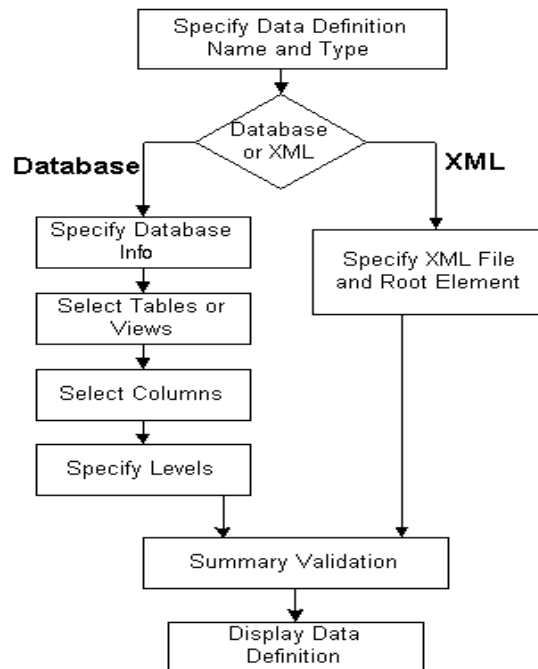 Specify Data Definition
Name and Type
Database
or XML
Database
XML
Specify Database
Info
Specify XML File
and Root Element
Select Tables or
Views
Select Columns
Specify Levels
Summary Validation
Display Data
Definition